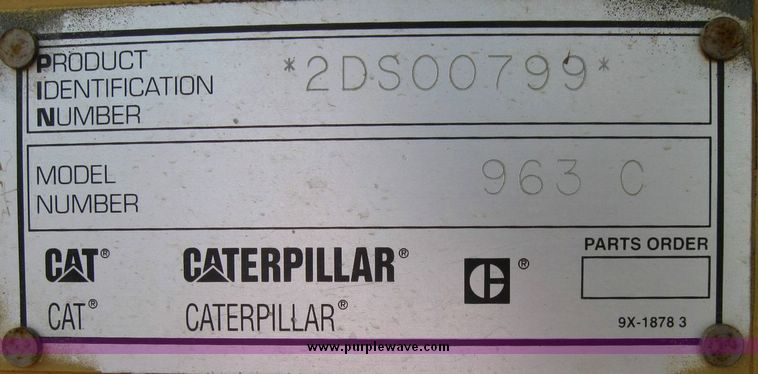 PRODUCT
IDENTIFICATION
NUMBER
*2DS00799*
MODEL
NUMBER
963 C
CAT® CATERPILLAR® C®
CAT® CATERPILLAR®
PARTS ORDER
9X-1878 3
www.purplewave.com